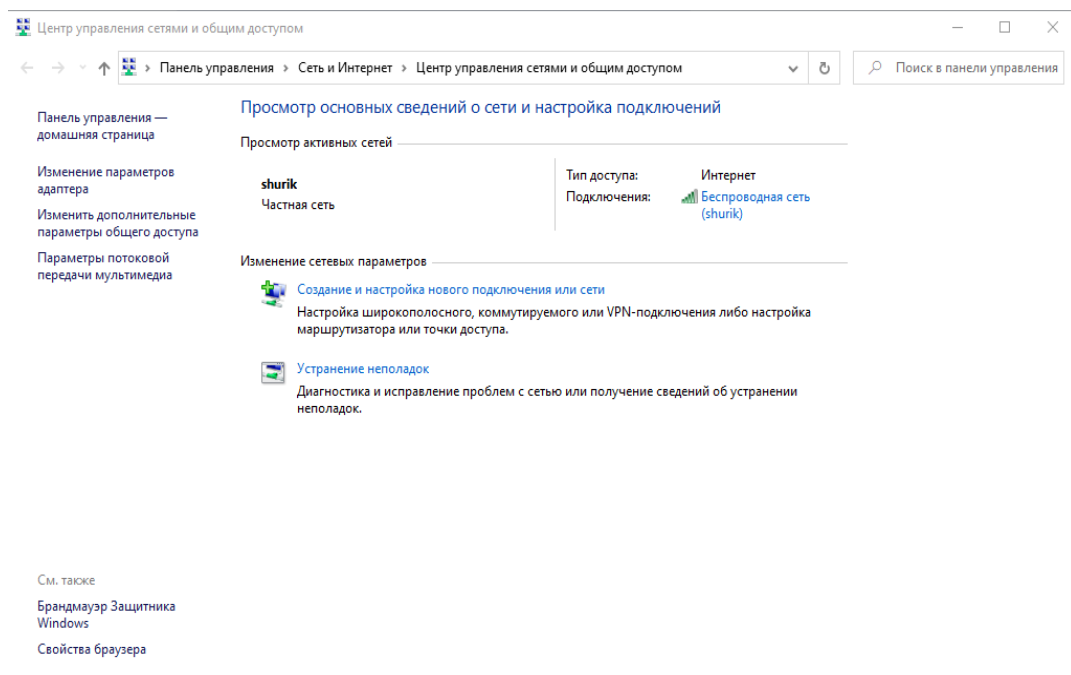 Центр управления сетями и общим доступом
Панель управления › Сеть и Интернет › Центр управления сетями и общим доступом
Поиск в панели управления
Панель управления —
домашняя страница
Изменение параметров
адаптера
Изменить дополнительные
параметры общего доступа
Параметры потоковой
передачи мультимедиа
Просмотр основных сведений о сети и настройка подключений
Просмотр активных сетей
shurik
Частная сеть
Тип доступа: Интернет
Подключения: Беспроводная сеть
(shurik)
Изменение сетевых параметров
Создание и настройка нового подключения или сети
Настройка широкополосного, коммутируемого или VPN-подключения либо настройка
маршрутизатора или точки доступа.
Устранение неполадок
Диагностика и исправление проблем с сетью или получение сведений об устранении
неполадок.
См. также
Брандмауэр Защитника
Windows
Свойства браузера